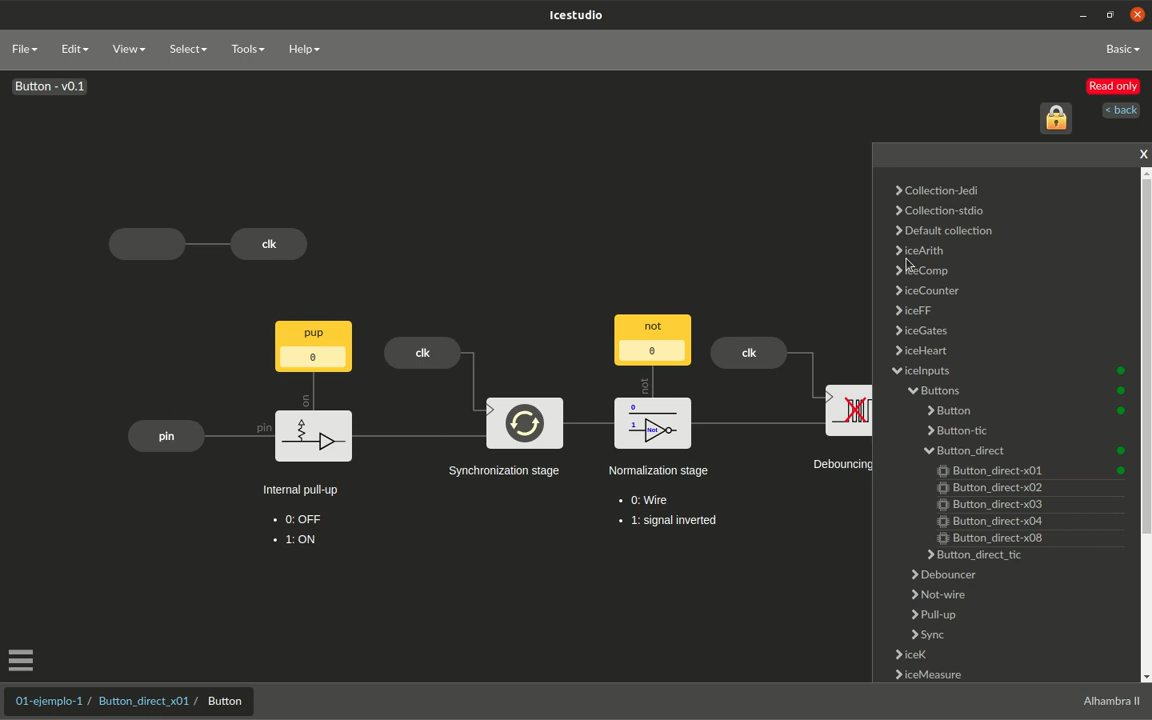 Icestudio
File Edit View Select Tools Help Basic
Button - v0.1
Read only
< back
X
clk
pup
0
on
pin
pin
Internal pull-up
0: OFF
1: ON
clk
Synchronization stage
not
0
not
0
1
Not
Normalization stage
0: Wire
1: signal inverted
clk
Debouncing
Collection-Jedi
Collection-stdio
Default collection
iceArith
iceComp
iceCounter
iceFF
iceGates
iceHeart
iceInputs
Buttons
Button
Button-tic
Button_direct
Button_direct-x01
Button_direct-x02
Button_direct-x03
Button_direct-x04
Button_direct-x08
Button_direct_tic
Debouncer
Not-wire
Pull-up
Sync
iceK
iceMeasure
01-ejemplo-1 / Button_direct_x01 / Button
Alhambra II